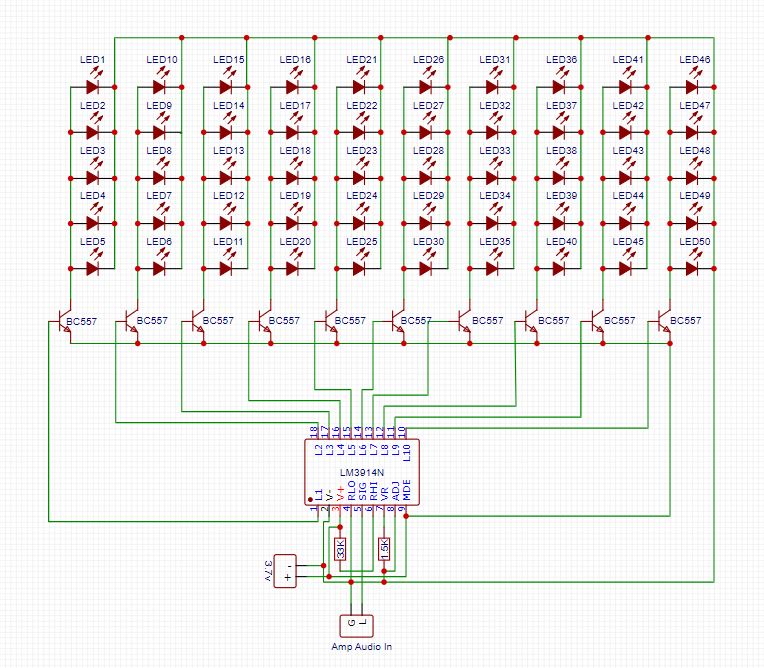 LED1 LED10 LED15 LED16 LED21 LED26 LED31 LED36 LED41 LED46
LED2 LED9 LED14 LED17 LED22 LED27 LED32 LED37 LED42 LED47
LED3 LED8 LED13 LED18 LED23 LED28 LED33 LED38 LED43 LED48
LED4 LED7 LED12 LED19 LED24 LED29 LED34 LED39 LED44 LED49
LED5 LED6 LED11 LED20 LED25 LED30 LED35 LED40 LED45 LED50
BC557 BC557 BC557 BC557 BC557 BC557 BC557 BC557 BC557 BC557
18 17 16 15 14 13 12 11 10
L2 L3 L4 L5 L6 L7 L8 L9 L10
LM3914N
L1 V- V+ RLO SIG RHI VR ADJ MDE
1 2 3 4 5 6 7 8 9
33K 1.5K
3.7v - +
G L
Amp Audio In